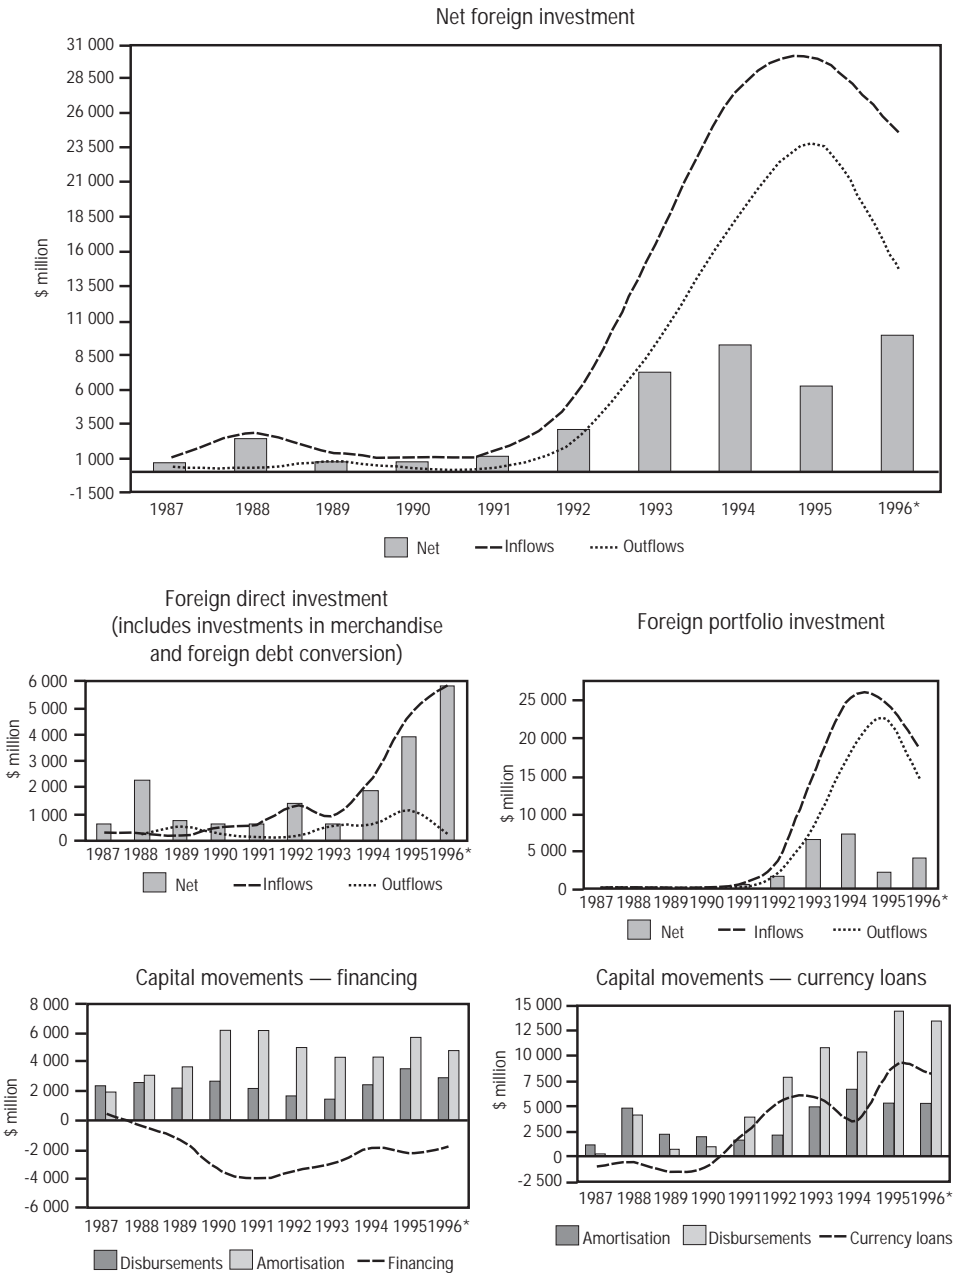 Net foreign investment
$ million
31 000
28 500
26 000
23 500
21 000
18 500
16 000
13 500
11 000
8 500
6 000
3 500
1 000
-1 500
1987 1988 1989 1990 1991 1992 1993 1994 1995 1996*
Net Inflows Outflows
Foreign direct investment
(includes investments in merchandise
and foreign debt conversion)
$ million
6 000
5 000
4 000
3 000
2 000
1 000
0
1987 1988 1989 1990 1991 1992 1993 1994 1995 1996*
Net Inflows Outflows
Foreign portfolio investment
$ million
25 000
20 000
15 000
10 000
5 000
0
1987 1988 1989 1990 1991 1992 1993 1994 1995 1996*
Net Inflows Outflows
Capital movements — financing
$ million
8 000
6 000
4 000
2 000
0
-2 000
-4 000
-6 000
1987 1988 1989 1990 1991 1992 1993 1994 1995 1996*
Disbursements Amortisation Financing
Capital movements — currency loans
$ million
15 000
12 500
10 000
7 500
5 000
2 500
0
-2 500
1987 1988 1989 1990 1991 1992 1993 1994 1995 1996*
Amortisation Disbursements Currency loans